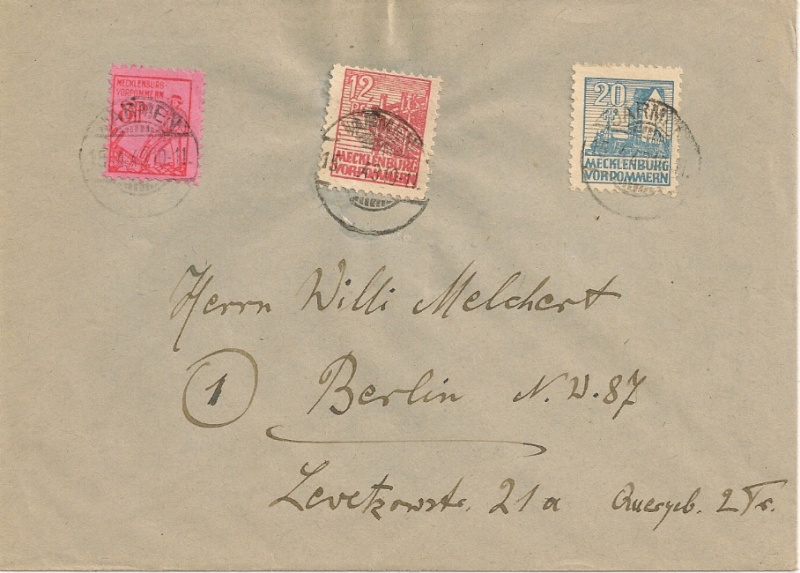 MECKLENBURG-
VORPOMMERN
12
MECKLENBURG
VORPOMMERN
20
MECKLENBURG
VORPOMMERN
Herrn Willi Melchert
1 Berlin N.W. 87
Levetzowstr. 21a Quergeb. 2 Tr.